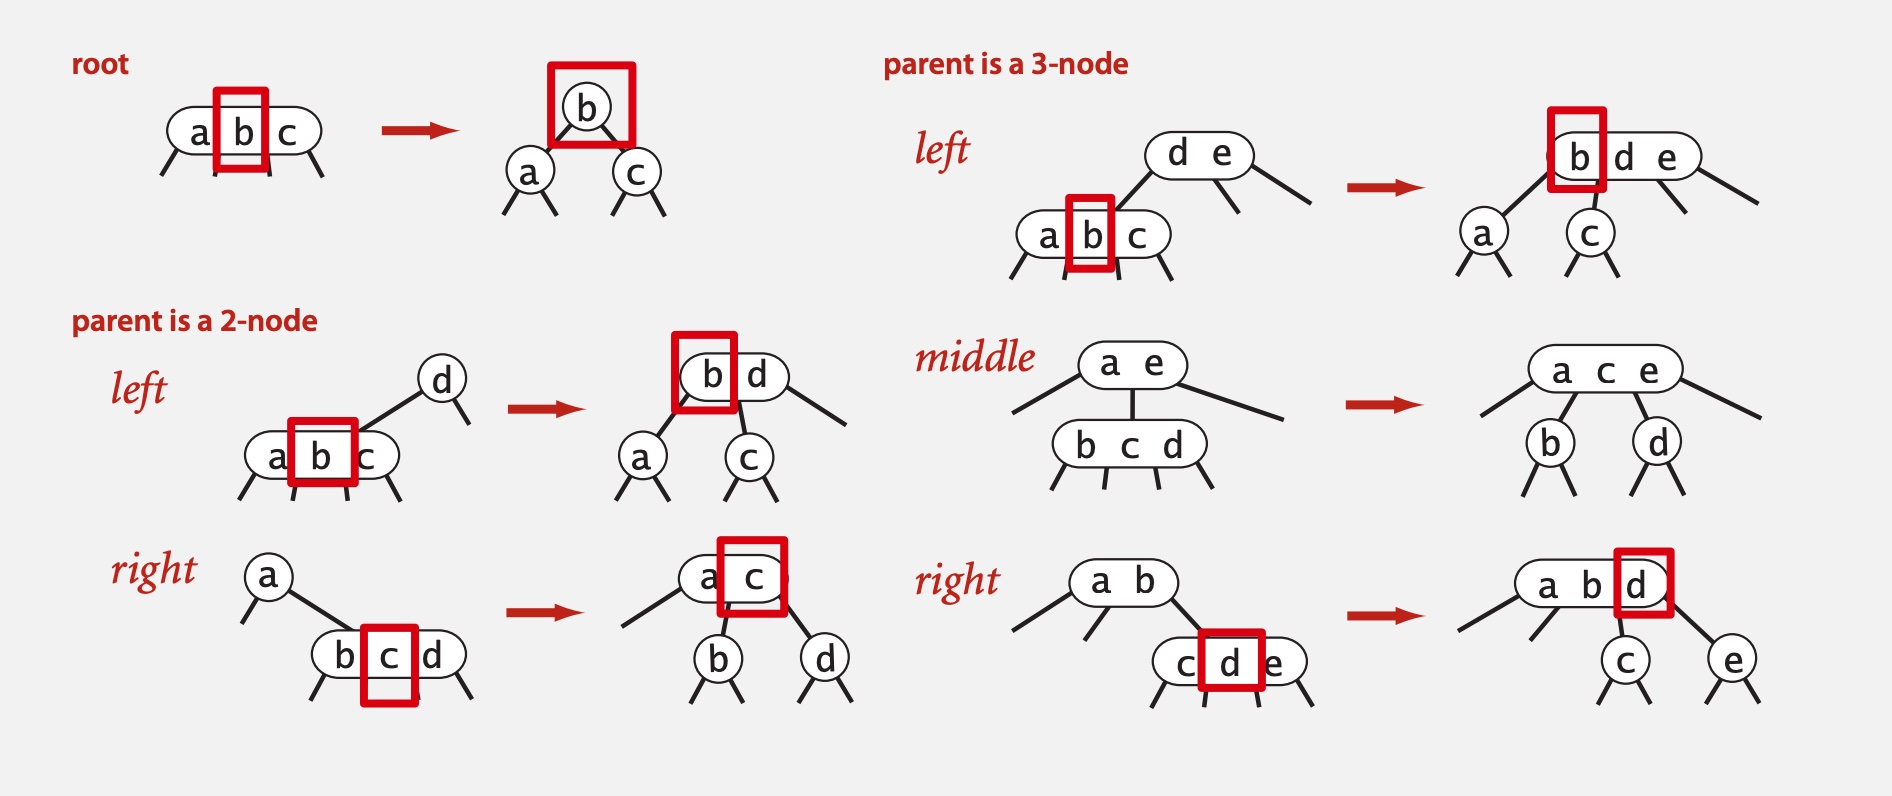 root
a b c
b
a c
parent is a 2-node
left
d
a b c
b d
a c
right
a
b c d
a c
b d
parent is a 3-node
left
d e
a b c
b d e
a c
middle
a e
b c d
a c e
b d
right
a b
c d e
a b d
c e